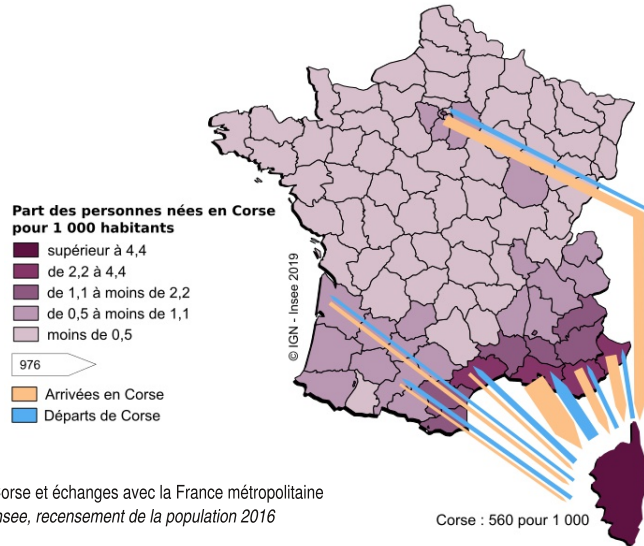 Part des personnes nées en Corse
pour 1 000 habitants
supérieur à 4,4
de 2,2 à 4,4
de 1,1 à moins de 2,2
de 0,5 à moins de 1,1
moins de 0,5
976
Arrivées en Corse
Départs de Corse
© IGN - Insee 2019
Corse : 560 pour 1 000
Corse et échanges avec la France métropolitaine
nsee, recensement de la population 2016